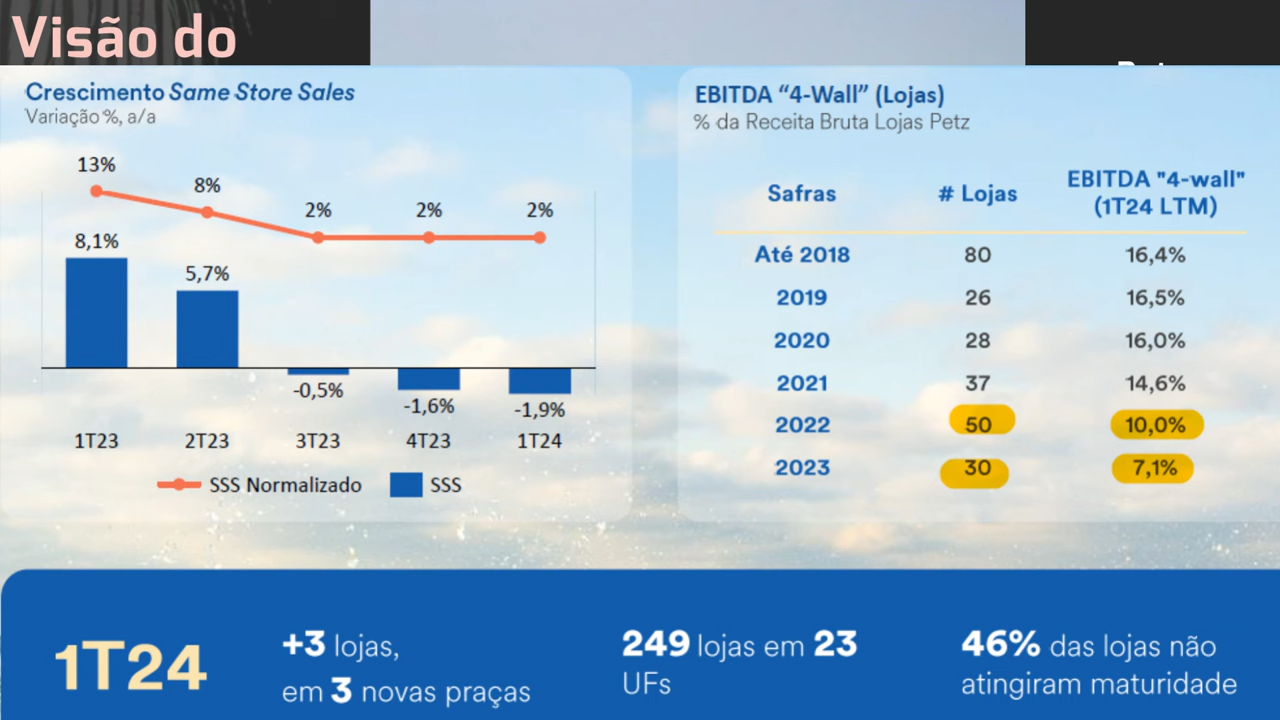 Visão do
Crescimento Same Store Sales
Variação %, a/a
13%
8%
2%
2%
2%
8,1%
5,7%
-0,5%
-1,6%
-1,9%
1T23
2T23
3T23
4T23
1T24
SSS Normalizado
SSS
EBITDA “4-Wall” (Lojas)
% da Receita Bruta Lojas Petz
Safras
# Lojas
EBITDA "4-wall"
(1T24 LTM)
Até 2018 80 16,4%
2019 26 16,5%
2020 28 16,0%
2021 37 14,6%
2022 50 10,0%
2023 30 7,1%
1T24
+3 lojas,
em 3 novas praças
249 lojas em 23
UFs
46% das lojas não
atingiram maturidade